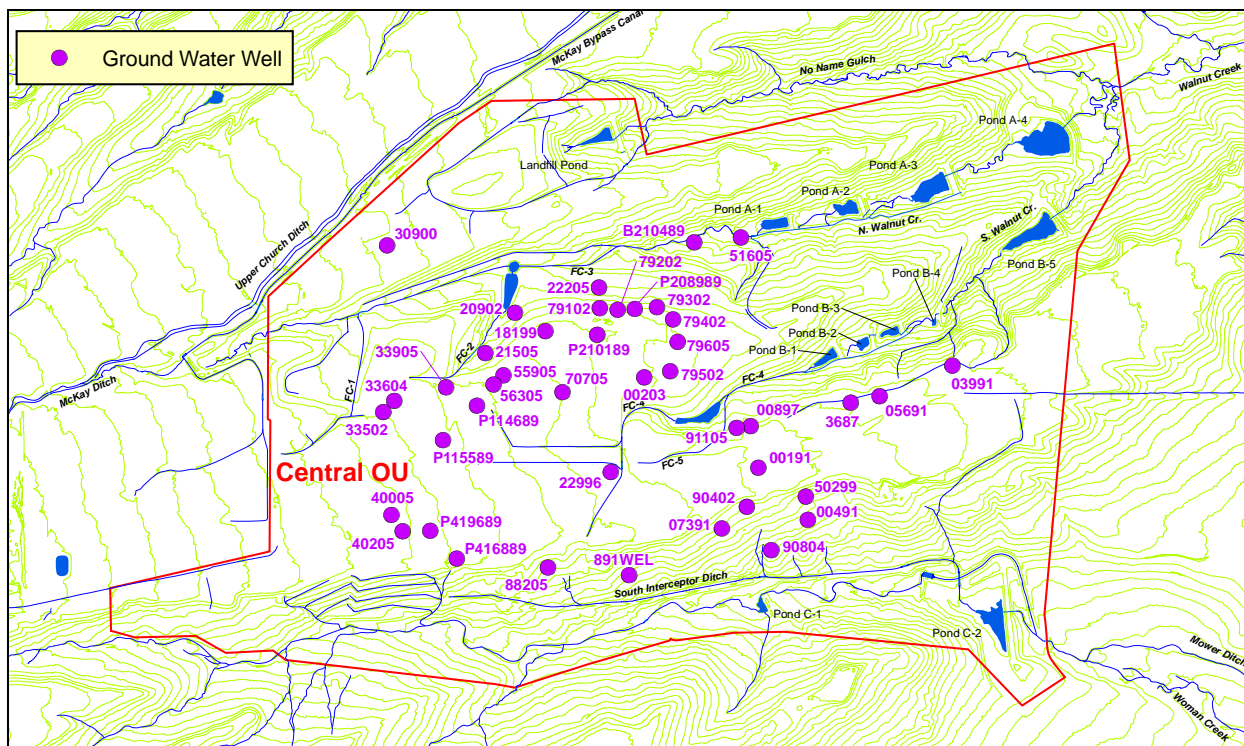 Ground Water Well
McKay Bypass Canal
No Name Gulch
Walnut Creek
Pond A-4
Landfill Pond
Pond A-3
Pond A-2
Pond A-1
N. Walnut Cr.
S. Walnut Cr.
Upper Church Ditch
30900
B210489
51605
79202
Pond B-5
FC-3
P208989
Pond B-4
22205
79302
20902
79102
79402
Pond B-3
18199
Pond B-2
P210189
79605
Pond B-1
33905
FC-2
21505
55905
70705
79502
FC-4
03991
McKay Ditch
FC-1
33604
56305
00203
FC-4
33502
P114689
00897
3687
05691
91105
P115589
FC-5
Central OU
22996
00191
40005
P419689
90402
50299
00491
07391
40205
P416889
90804
88205
891WEL
South Interceptor Ditch
Pond C-1
Pond C-2
Mower Ditch
Woman Creek